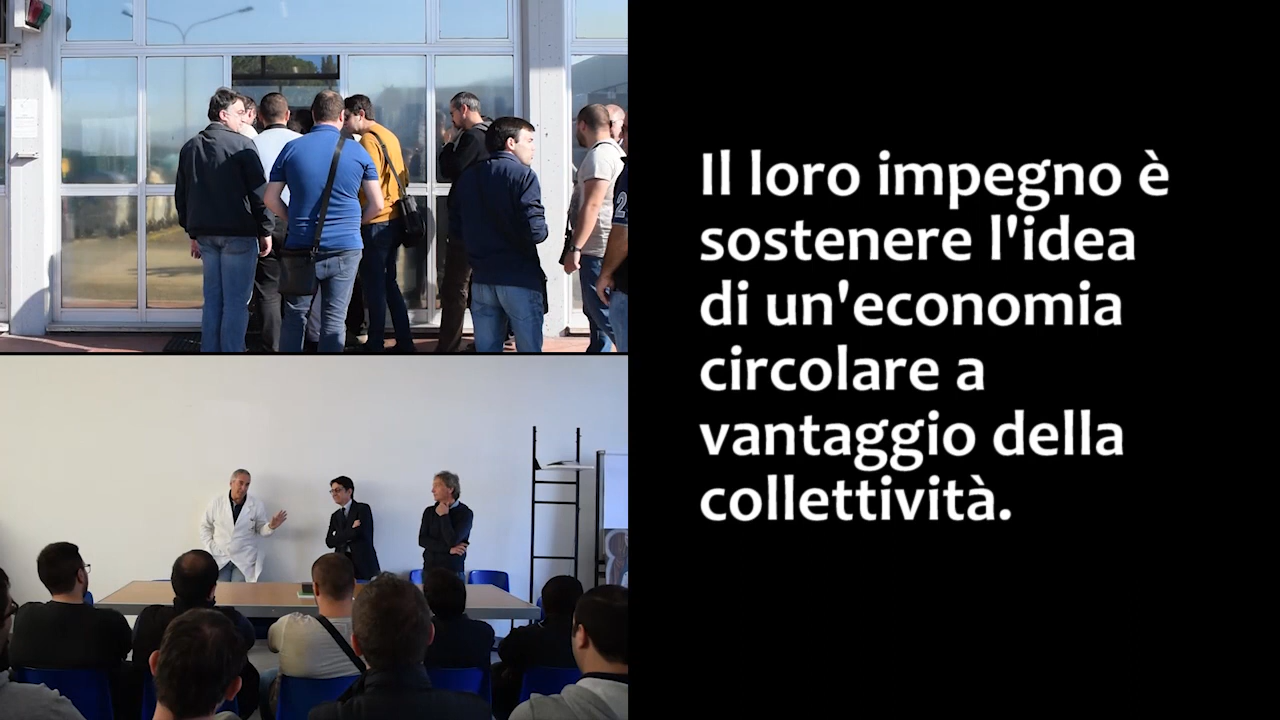 Il loro impegno è
sostenere l'idea
di un'economia
circolare a
vantaggio della
collettività.